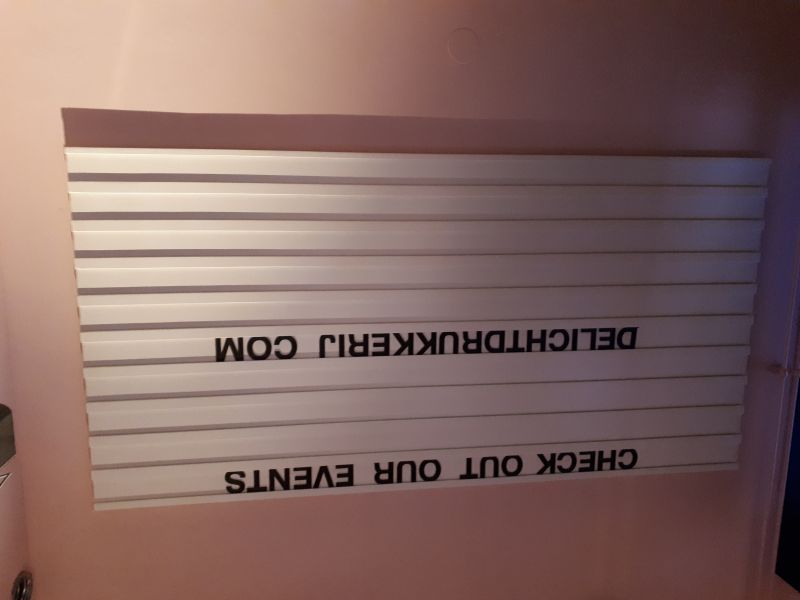 CHECK OUT OUR EVENTS
DELICHTDRUKKERIJ COM